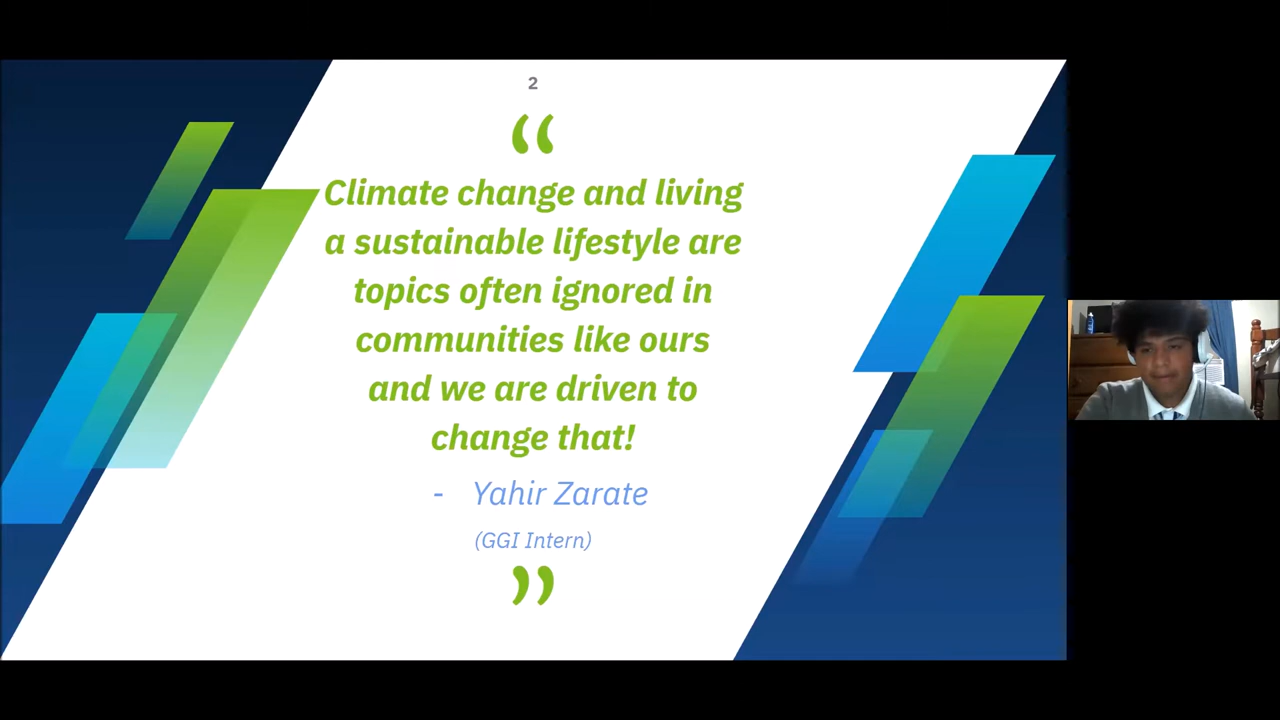 2
“
Climate change and living
a sustainable lifestyle are
topics often ignored in
communities like ours
and we are driven to
change that!
- Yahir Zarate
(GGI Intern)
”